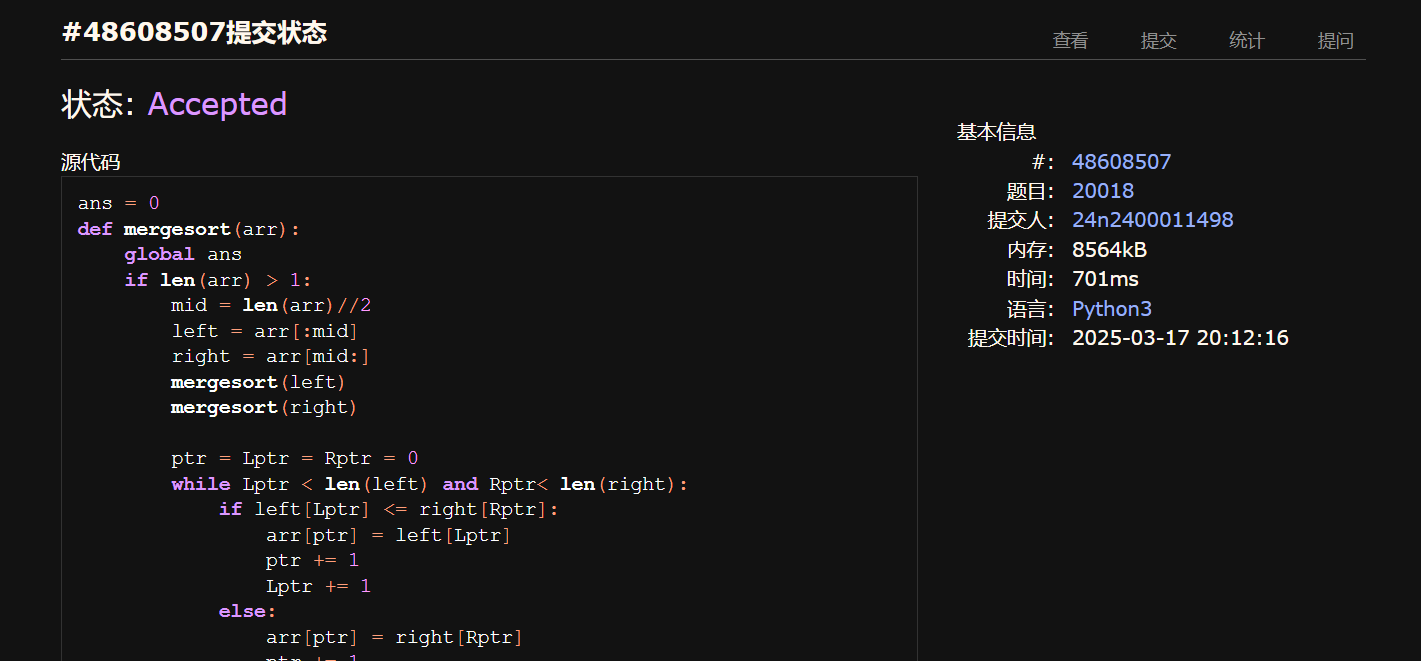 #48608507提交状态
查看 提交 统计 提问
状态: Accepted
源代码
ans = 0
def mergesort(arr):
    global ans
    if len(arr) > 1:
        mid = len(arr)//2
        left = arr[:mid]
        right = arr[mid:]
        mergesort(left)
        mergesort(right)

        ptr = Lptr = Rptr = 0
        while Lptr < len(left) and Rptr< len(right):
            if left[Lptr] <= right[Rptr]:
                arr[ptr] = left[Lptr]
                ptr += 1
                Lptr += 1
            else:
                arr[ptr] = right[Rptr]
                ptr += 1
基本信息
#: 48608507
题目: 20018
提交人: 24n2400011498
内存: 8564kB
时间: 701ms
语言: Python3
提交时间: 2025-03-17 20:12:16